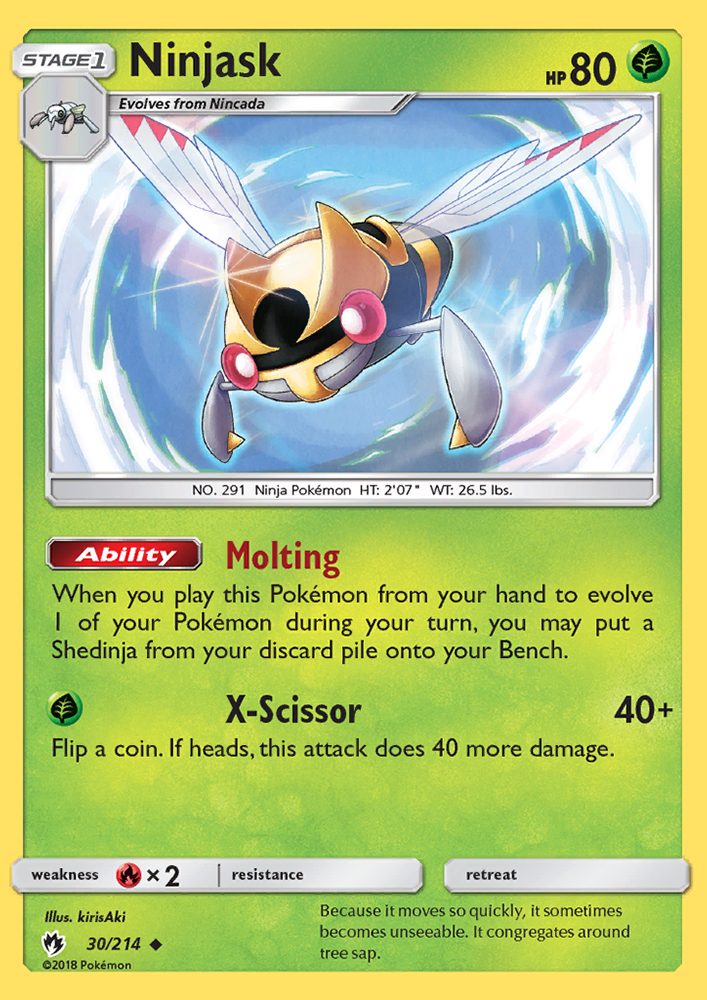 STAGE1 Ninjask HP 80
Evolves from Nincada
NO. 291 Ninja Pokémon HT: 2'07" WT: 26.5 lbs.
Ability Molting
When you play this Pokémon from your hand to evolve
1 of your Pokémon during your turn, you may put a
Shedinja from your discard pile onto your Bench.
X-Scissor 40+
Flip a coin. If heads, this attack does 40 more damage.
weakness ×2 resistance retreat
Illus. kirisAki
30/214
©2018 Pokémon
Because it moves so quickly, it sometimes
becomes unseeable. It congregates around
tree sap.